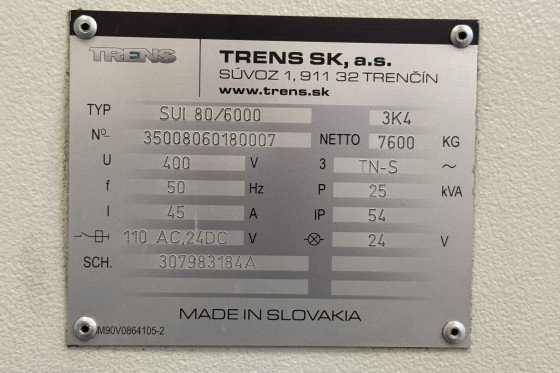 TRENS
TRENS SK, a.s.
SÚVOZ 1, 911 32 TRENČÍN
www.trens.sk
TYP SUI 80/6000 3K4
Nº 35008060180007 NETTO 7600 KG
U 400 V 3 TN-S ~
f 50 Hz P 25 kVA
I 45 A IP 54
110 AC,24DC V 24 V
SCH. 307983184A
MADE IN SLOVAKIA
M90V0864105-2